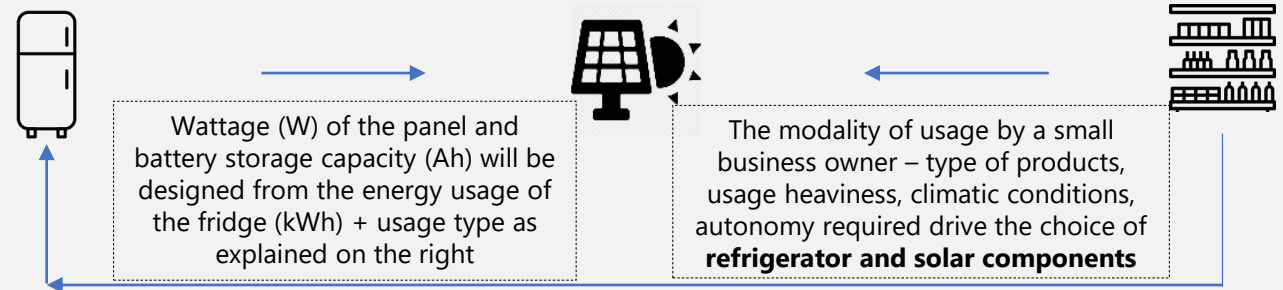 Wattage (W) of the panel and
battery storage capacity (Ah) will be
designed from the energy usage of
the fridge (kWh) + usage type as
explained on the right
The modality of usage by a small
business owner – type of products,
usage heaviness, climatic conditions,
autonomy required drive the choice of
refrigerator and solar components